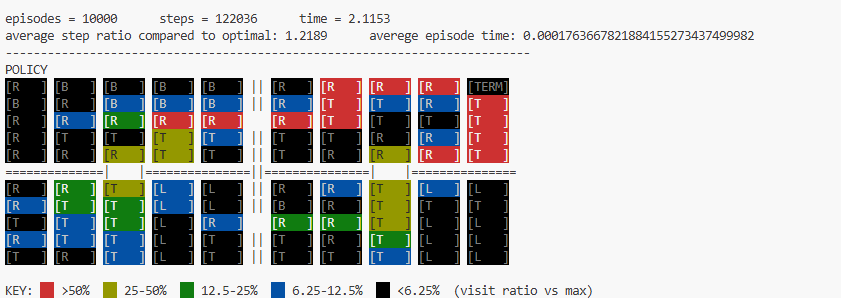 episodes = 10000      steps = 122036      time = 2.1153
average step ratio compared to optimal: 1.2189      averege episode time: 0.0001763667821884155273437499982
---------------------------------------------------------------------------
POLICY
[R   ] [B   ] [B   ] [B   ] [B   ] || [R   ] [R   ] [R   ] [R   ] [TERM]
[B   ] [R   ] [B   ] [B   ] [B   ] || [R   ] [R   ] [T   ] [R   ] [T   ]
[R   ] [R   ] [R   ] [R   ] [R   ]    [R   ] [R   ] [T   ] [T   ] [T   ]
[R   ] [T   ] [T   ] [T   ] [T   ] || [T   ] [T   ] [T   ] [R   ] [T   ]
[R   ] [R   ] [R   ] [T   ] [T   ] || [T   ] [R   ] [R   ] [R   ] [T   ]
==============|    |===============||===============|    |===============
[R   ] [R   ] [T   ] [L   ] [L   ] || [R   ] [R   ] [T   ] [L   ] [L   ]
[R   ] [T   ] [T   ] [L   ] [L   ] || [B   ] [R   ] [T   ] [T   ] [T   ]
[T   ] [T   ] [T   ] [L   ] [R   ]    [R   ] [R   ] [T   ] [T   ] [L   ]
[R   ] [T   ] [T   ] [L   ] [T   ] || [T   ] [R   ] [T   ] [L   ] [L   ]
[T   ] [R   ] [T   ] [L   ] [T   ] || [T   ] [T   ] [T   ] [L   ] [L   ]
KEY: >50%   25-50%   12.5-25%   6.25-12.5%   <6.25%  (visit ratio vs max)